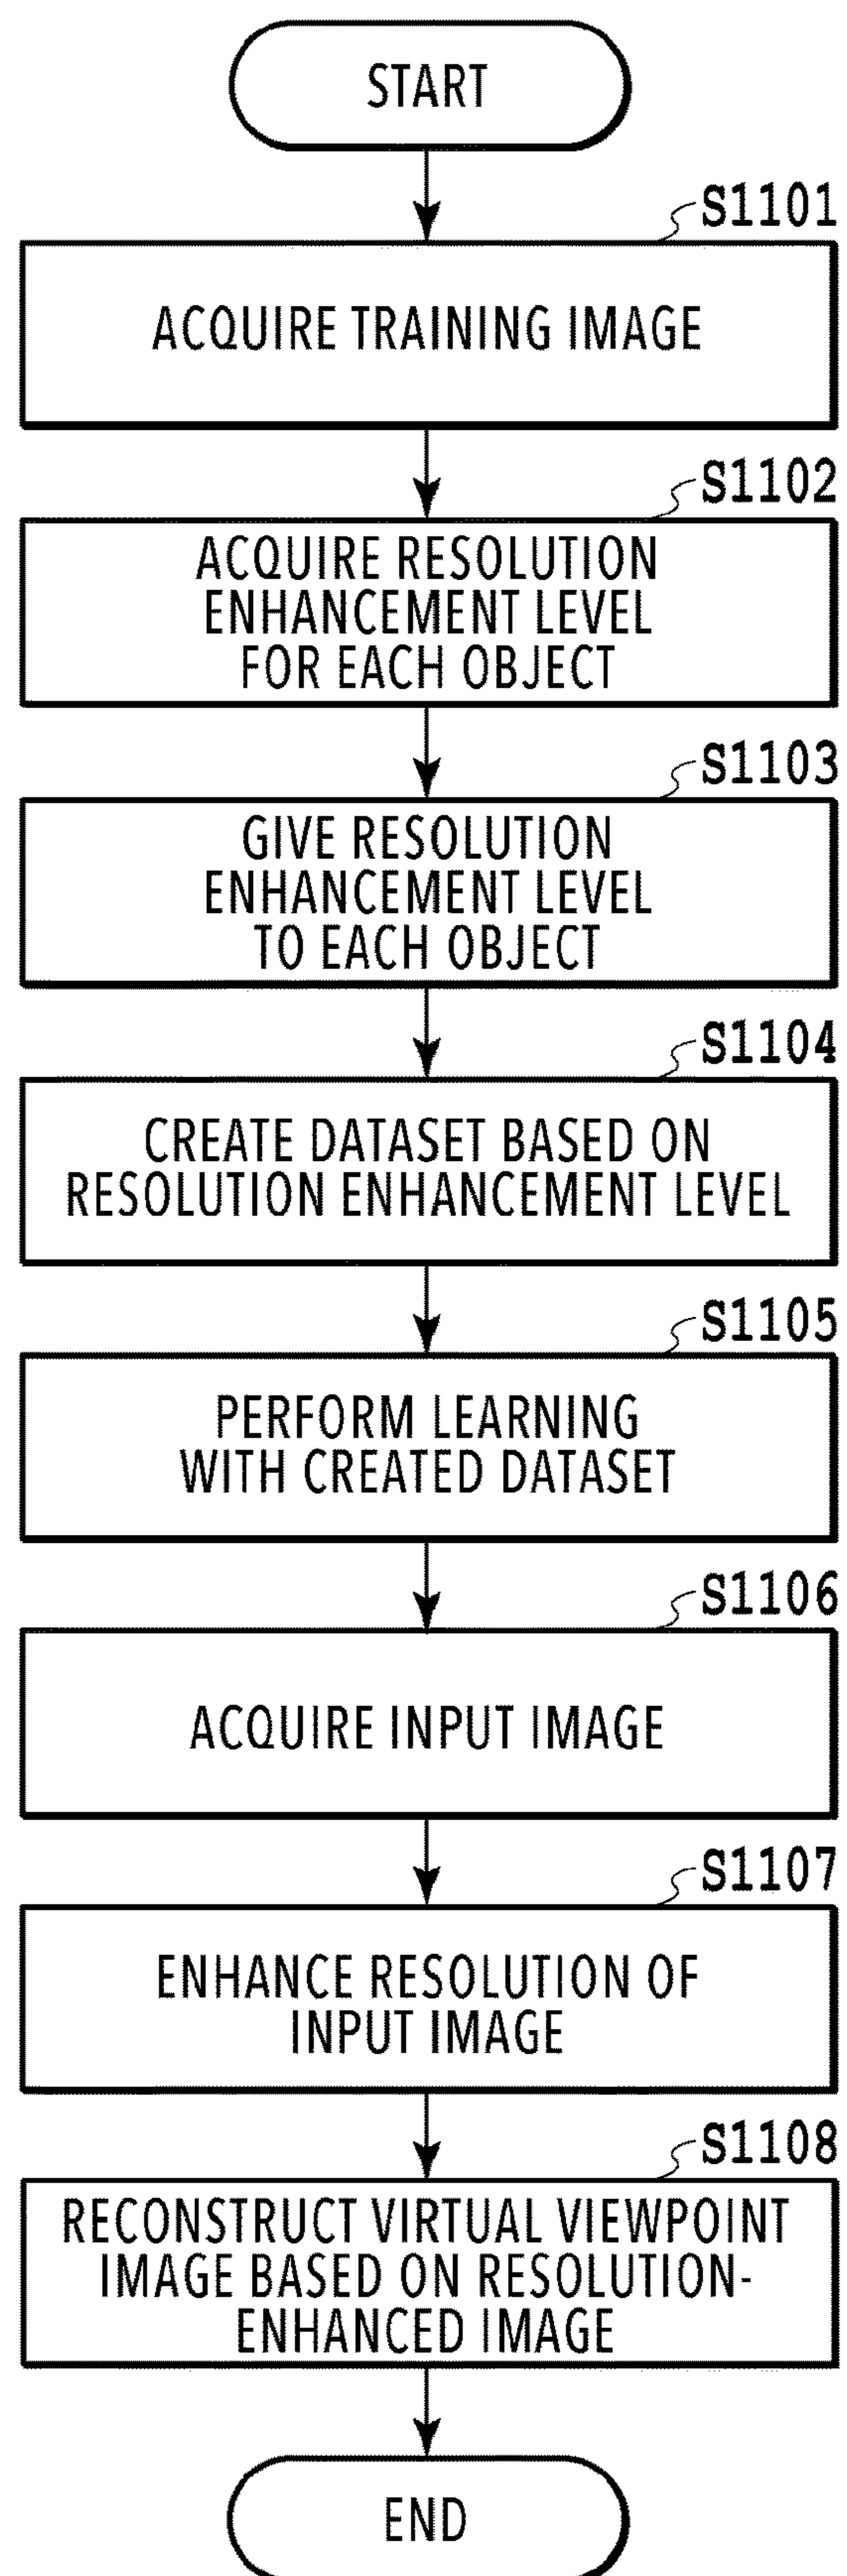 START
S1101
ACQUIRE TRAINING IMAGE
S1102
ACQUIRE RESOLUTION
ENHANCEMENT LEVEL
FOR EACH OBJECT
S1103
GIVE RESOLUTION
ENHANCEMENT LEVEL
TO EACH OBJECT
S1104
CREATE DATASET BASED ON
RESOLUTION ENHANCEMENT LEVEL
S1105
PERFORM LEARNING
WITH CREATED DATASET
S1106
ACQUIRE INPUT IMAGE
S1107
ENHANCE RESOLUTION OF
INPUT IMAGE
S1108
RECONSTRUCT VIRTUAL VIEWPOINT
IMAGE BASED ON RESOLUTION-
ENHANCED IMAGE
END